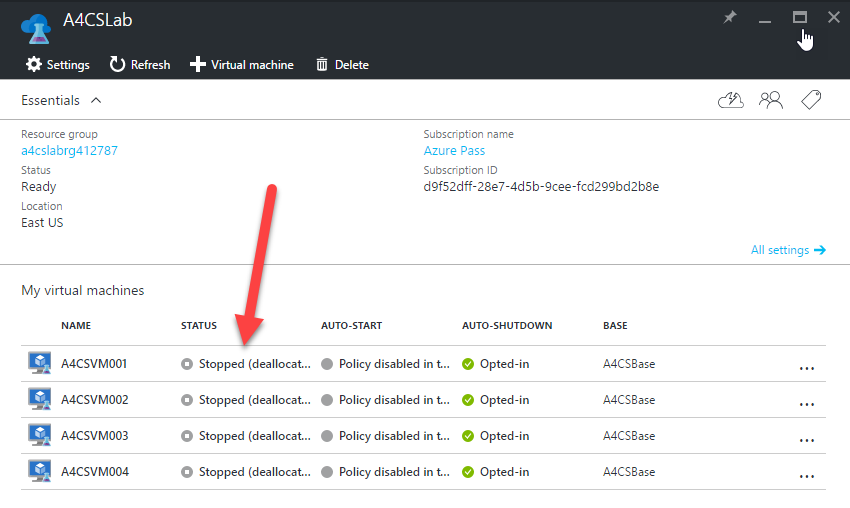 A4CSLab
Settings Refresh Virtual machine Delete
Essentials
Resource group
a4cslabrg412787
Status
Ready
Location
East US
Subscription name
Azure Pass
Subscription ID
d9f52dff-28e7-4d5b-9cee-fcd299bd2b8e
All settings
My virtual machines
NAME STATUS AUTO-START AUTO-SHUTDOWN BASE
A4CSVM001 Stopped (deallocat... Policy disabled in t... Opted-in A4CSBase ...
A4CSVM002 Stopped (deallocat... Policy disabled in t... Opted-in A4CSBase ...
A4CSVM003 Stopped (deallocat... Policy disabled in t... Opted-in A4CSBase ...
A4CSVM004 Stopped (deallocat... Policy disabled in t... Opted-in A4CSBase ...